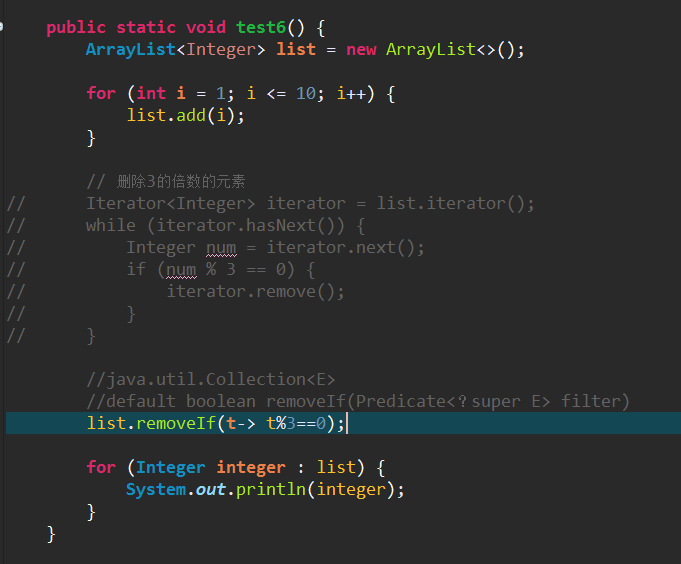 public static void test6() {
ArrayList<Integer> list = new ArrayList<>();
for (int i = 1; i <= 10; i++) {
list.add(i);
}
// 删除3的倍数的元素
// Iterator<Integer> iterator = list.iterator();
// while (iterator.hasNext()) {
// Integer num = iterator.next();
// if (num % 3 == 0) {
// iterator.remove();
// }
// }
//java.util.Collection<E>
//default boolean removeIf(Predicate<？super E> filter)
list.removeIf(t-> t%3==0);
for (Integer integer : list) {
System.out.println(integer);
}
}